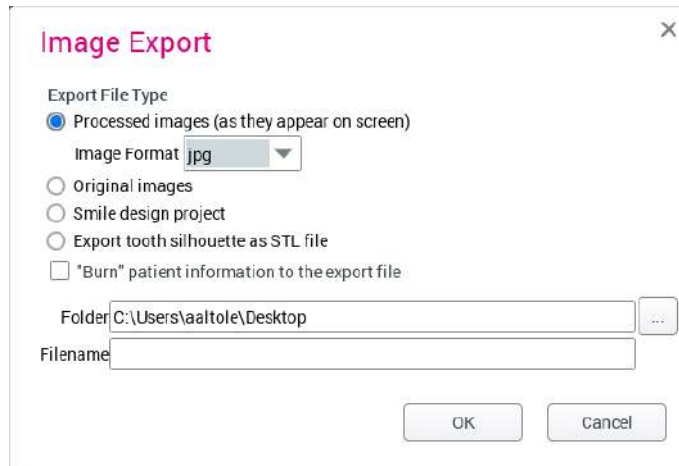 Image Export
Export File Type
Processed images (as they appear on screen)
Image Format jpg
Original images
Smile design project
Export tooth silhouette as STL file
"Burn" patient information to the export file
Folder C:\Users\aaltole\Desktop ...
Filename
OK Cancel